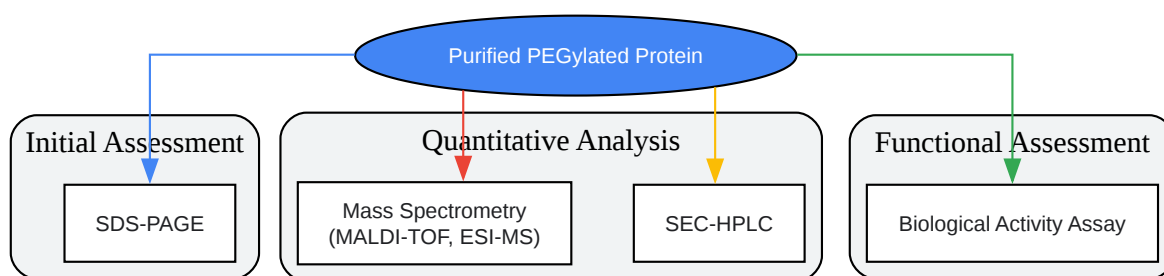 Purified PEGylated Protein
Initial Assessment
Quantitative Analysis
Functional Assessment
SDS-PAGE
Mass Spectrometry
(MALDI-TOF, ESI-MS)
SEC-HPLC
Biological Activity Assay